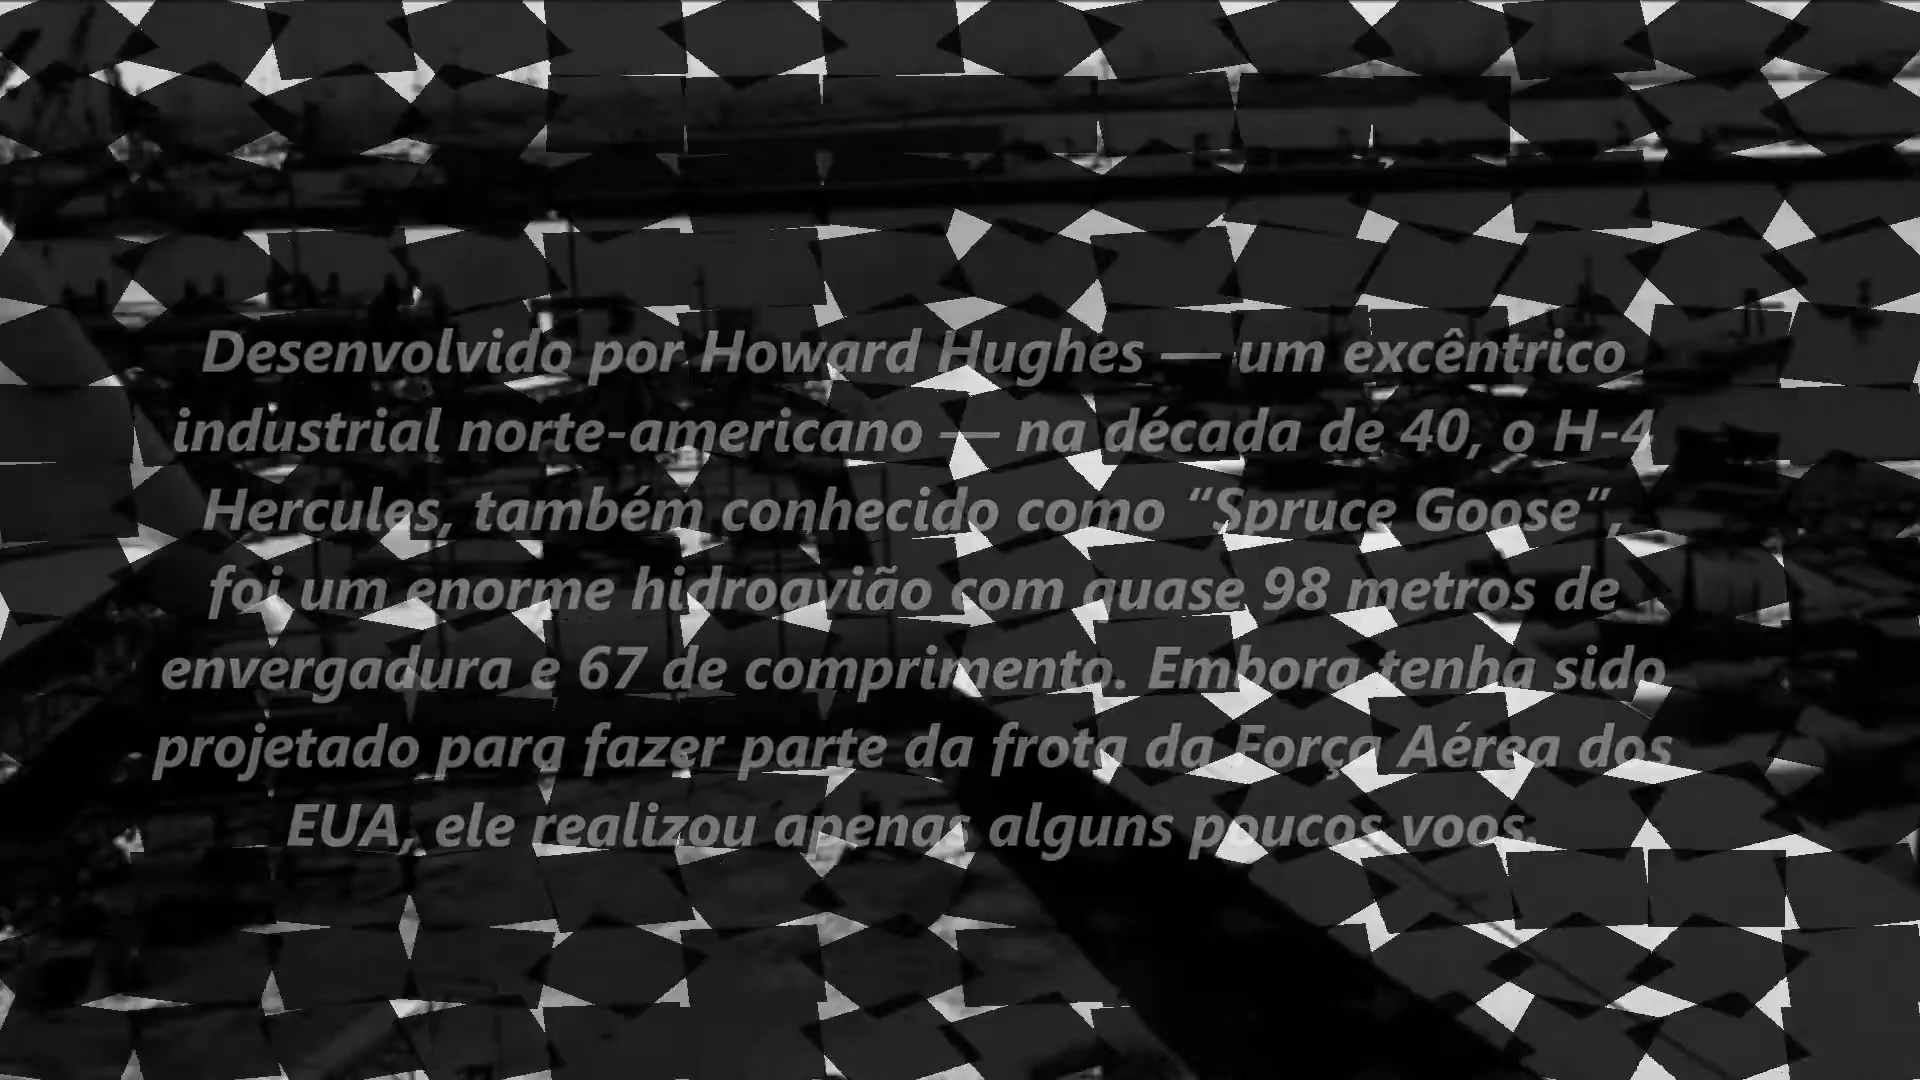 Desenvolvido por Howard Hughes — um excêntrico
industrial norte-americano — na década de 40, o H-4
Hercules, também conhecido como “Spruce Goose”,
foi um enorme hidroavião com quase 98 metros de
envergadura e 67 de comprimento. Embora tenha sido
projetado para fazer parte da frota da Força Aérea dos
EUA, ele realizou apenas alguns poucos voos.